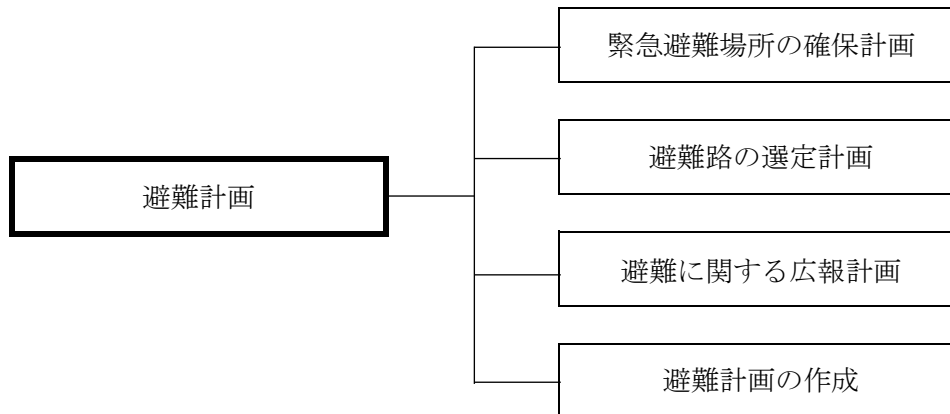 緊急避難場所の確保計画
避難路の選定計画
避難計画
避難に関する広報計画
避難計画の作成